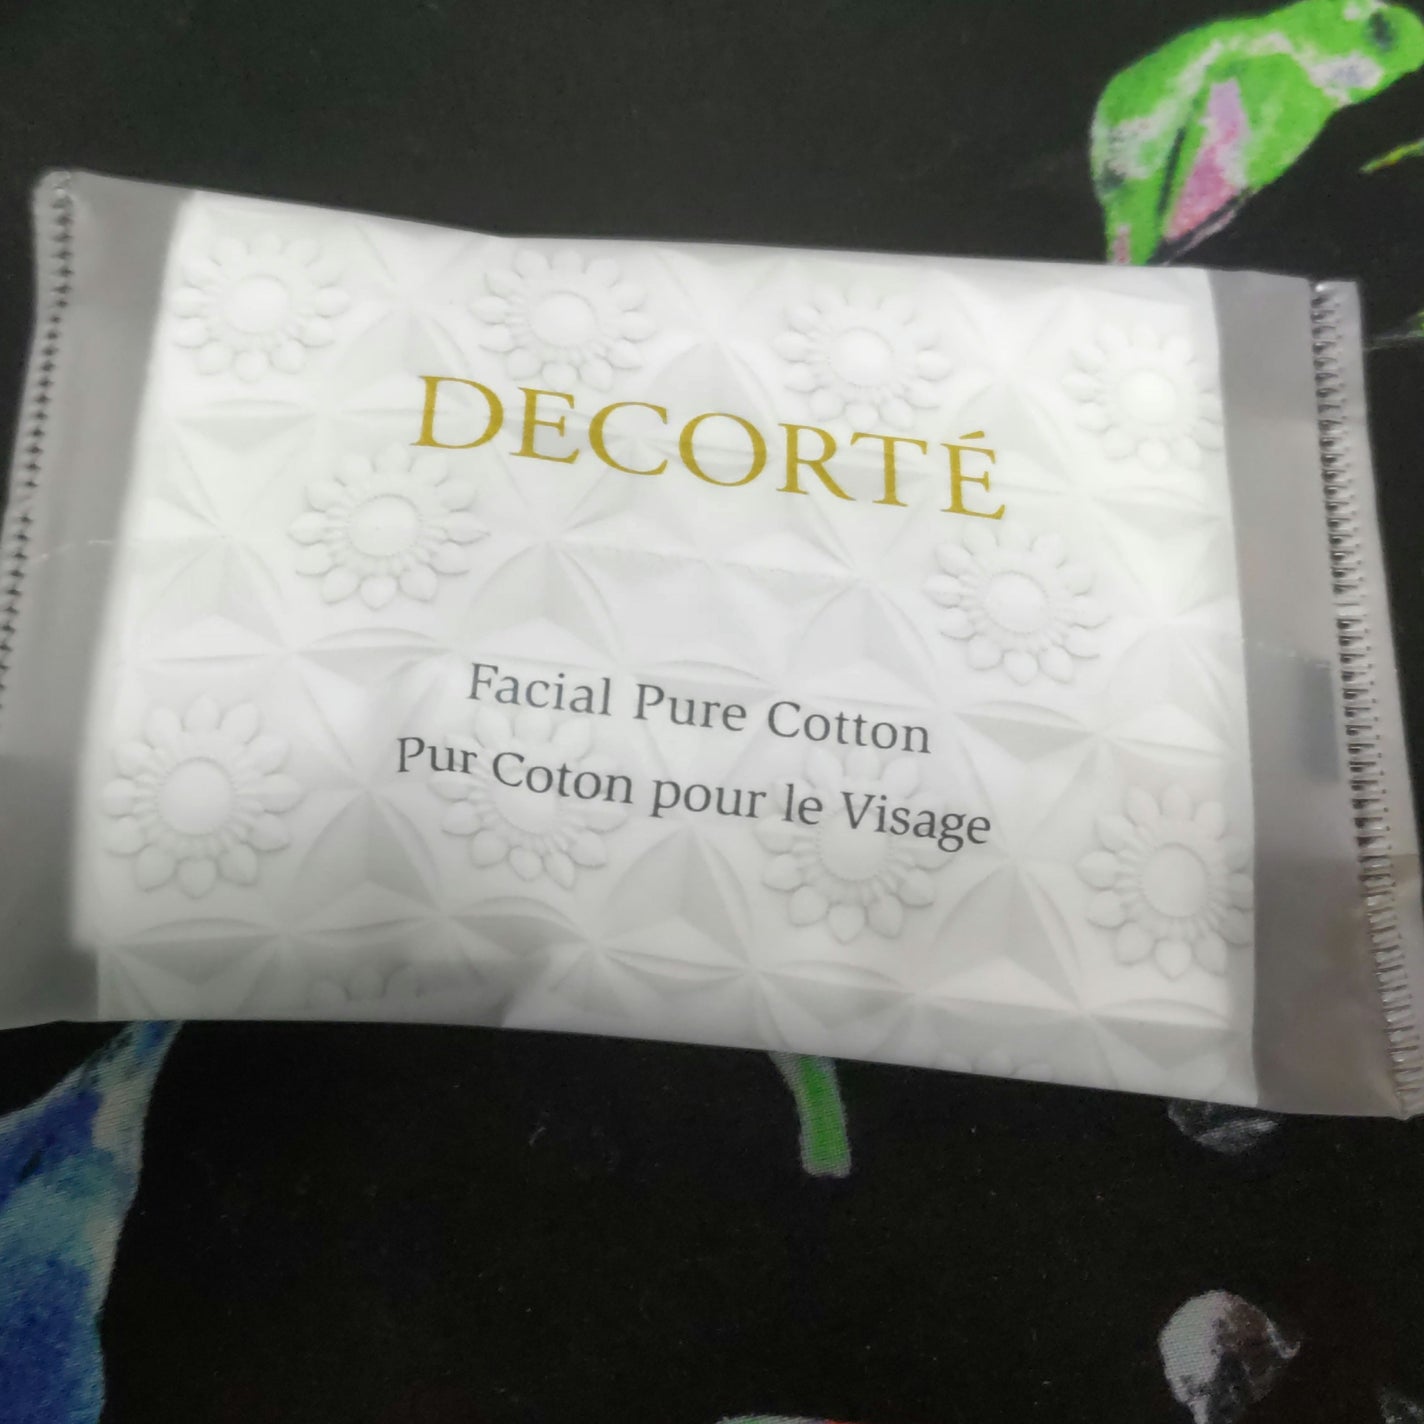 DECORTÉ
Facial Pure Cotton
Pur Coton pour le Visage